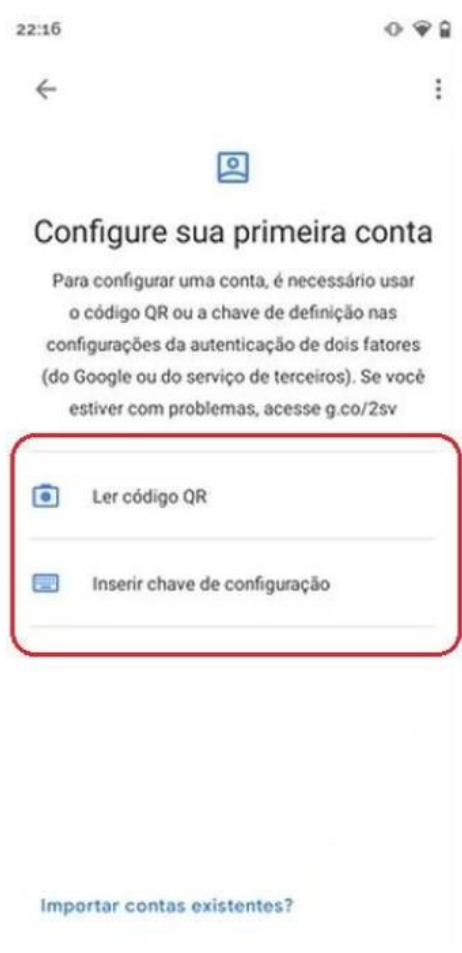 22:16
Configure sua primeira conta
Para configurar uma conta, é necessário usar
o código QR ou a chave de definição nas
configurações da autenticação de dois fatores
(do Google ou do serviço de terceiros). Se você
estiver com problemas, acesse g.co/2sv
Ler código QR
Inserir chave de configuração
Importar contas existentes?